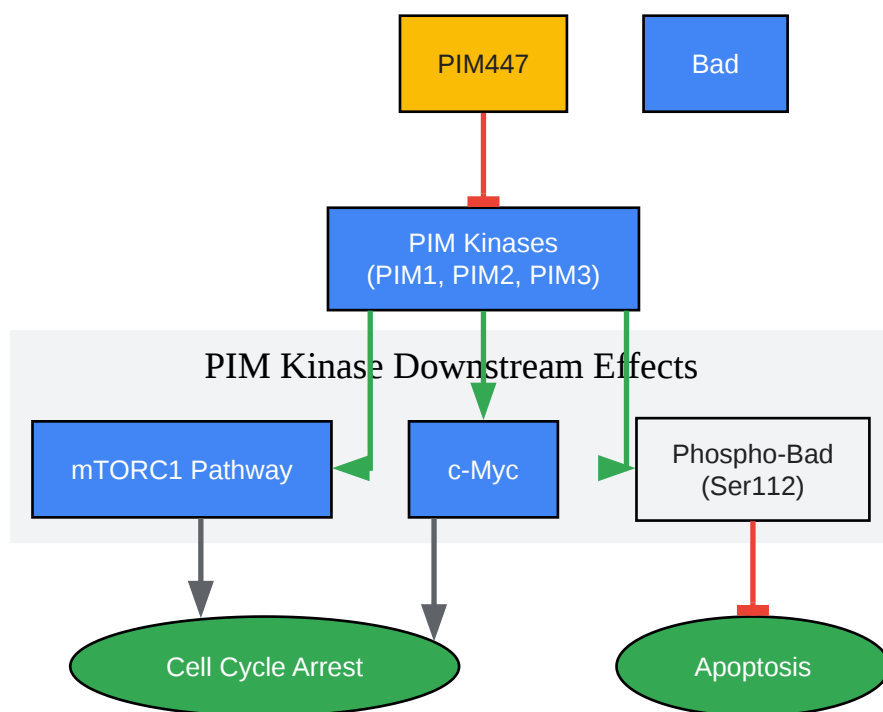 PIM447
Bad
PIM Kinases
(PIM1, PIM2, PIM3)
PIM Kinase Downstream Effects
mTORC1 Pathway
c-Myc
Phospho-Bad
(Ser112)
Cell Cycle Arrest
Apoptosis